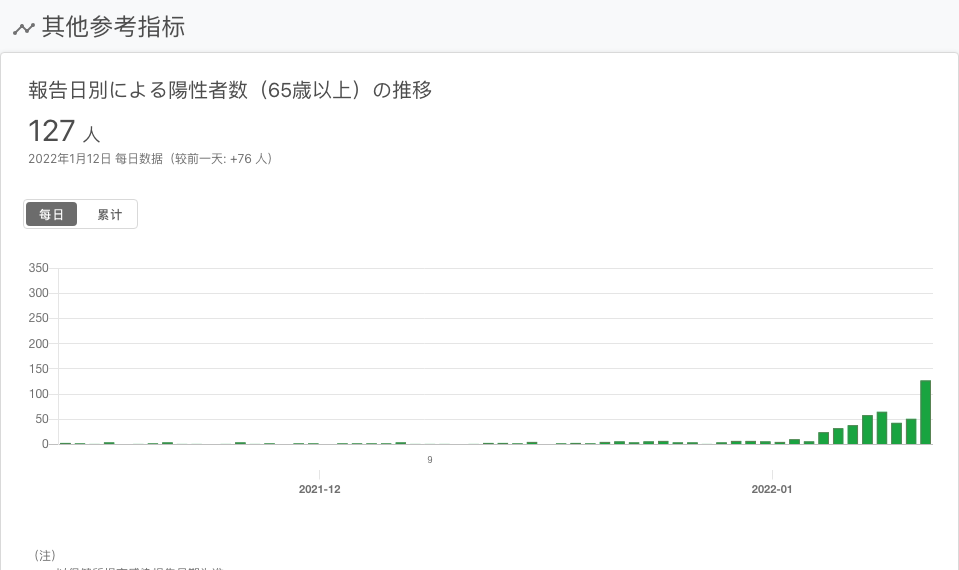 其他参考指标
報告日別による陽性者数（65歳以上）の推移
127 人
2022年1月12日 每日数据（较前一天: +76 人）
每日 累计
350
300
250
200
150
100
50
0
9
2021-12 2022-01
（注）